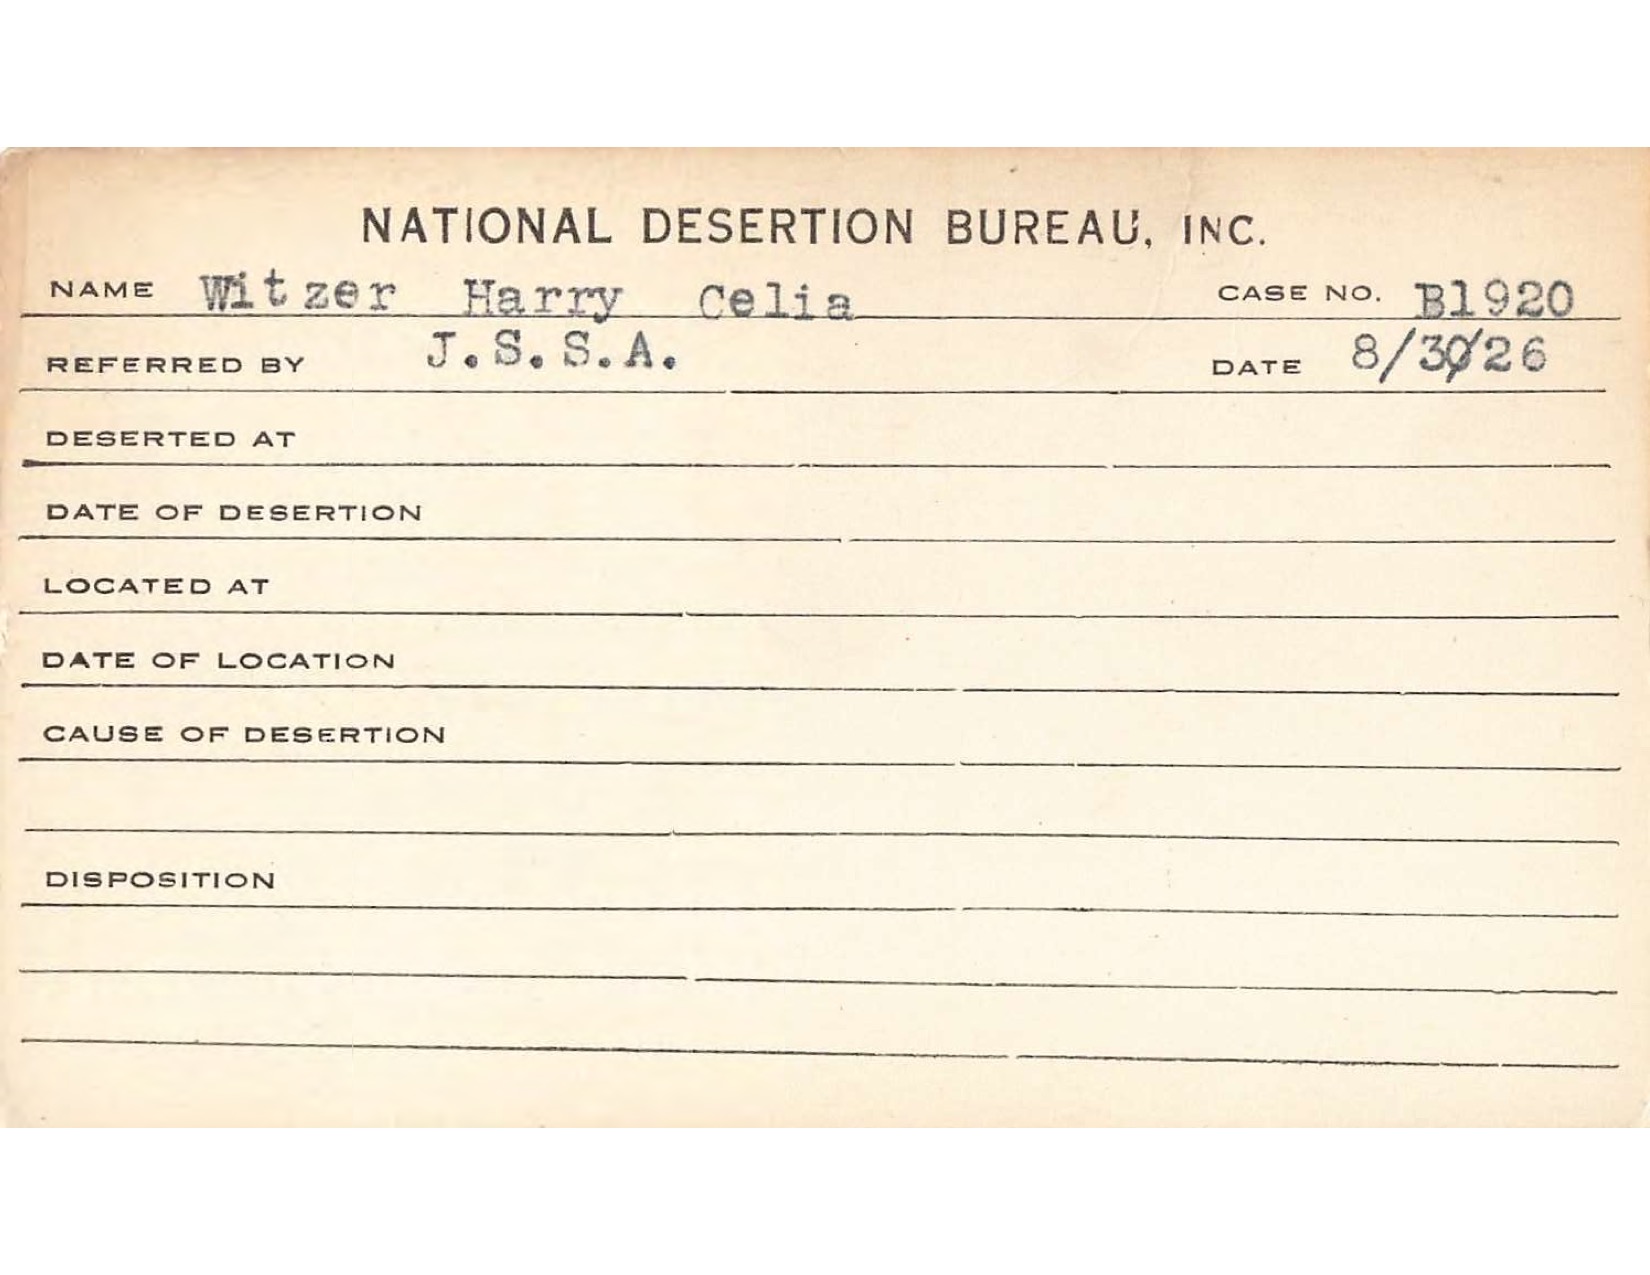 NATIONAL DESERTION BUREAU, INC.
NAME Witzer Harry Celia CASE NO. B1920
REFERRED BY J.S.S.A. DATE 8/30/26
DESERTED AT
DATE OF DESERTION
LOCATED AT
DATE OF LOCATION
CAUSE OF DESERTION
DISPOSITION